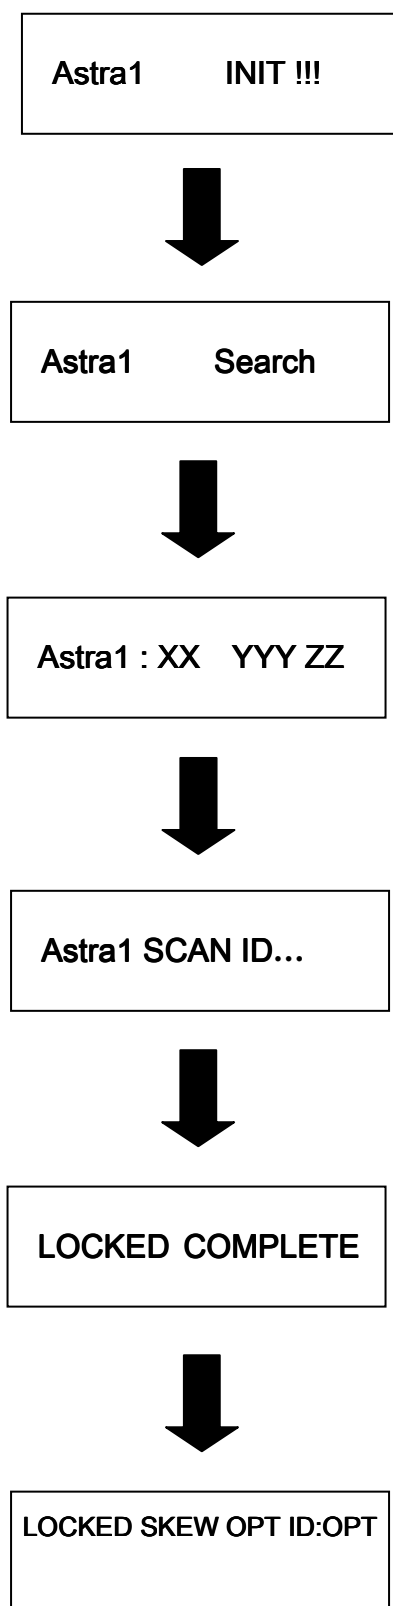 Astra1 INIT !!!
Astra1 Search
Astra1 : XX YYY ZZ
Astra1 SCAN ID...
LOCKED COMPLETE
LOCKED SKEW OPT ID:OPT